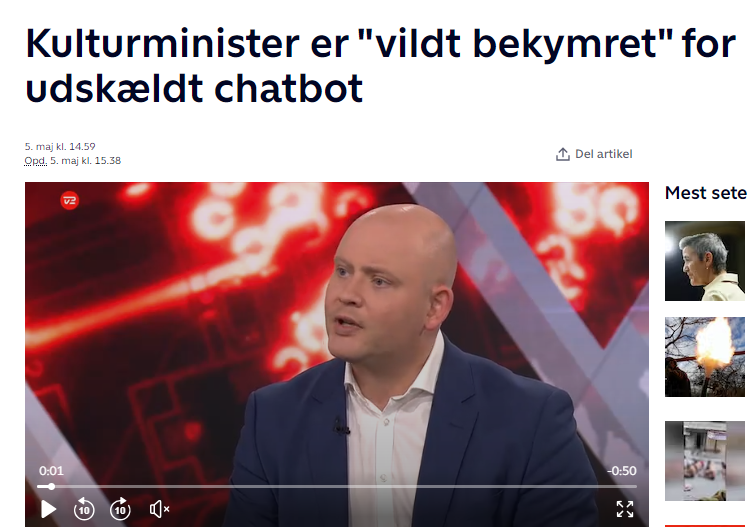 Kulturminister er "vildt bekymret" for
udskældt chatbot
5. maj kl. 14.59
Opd. 5. maj kl. 15.38
Del artikel
Mest sete
0:01
-0:50
10
10